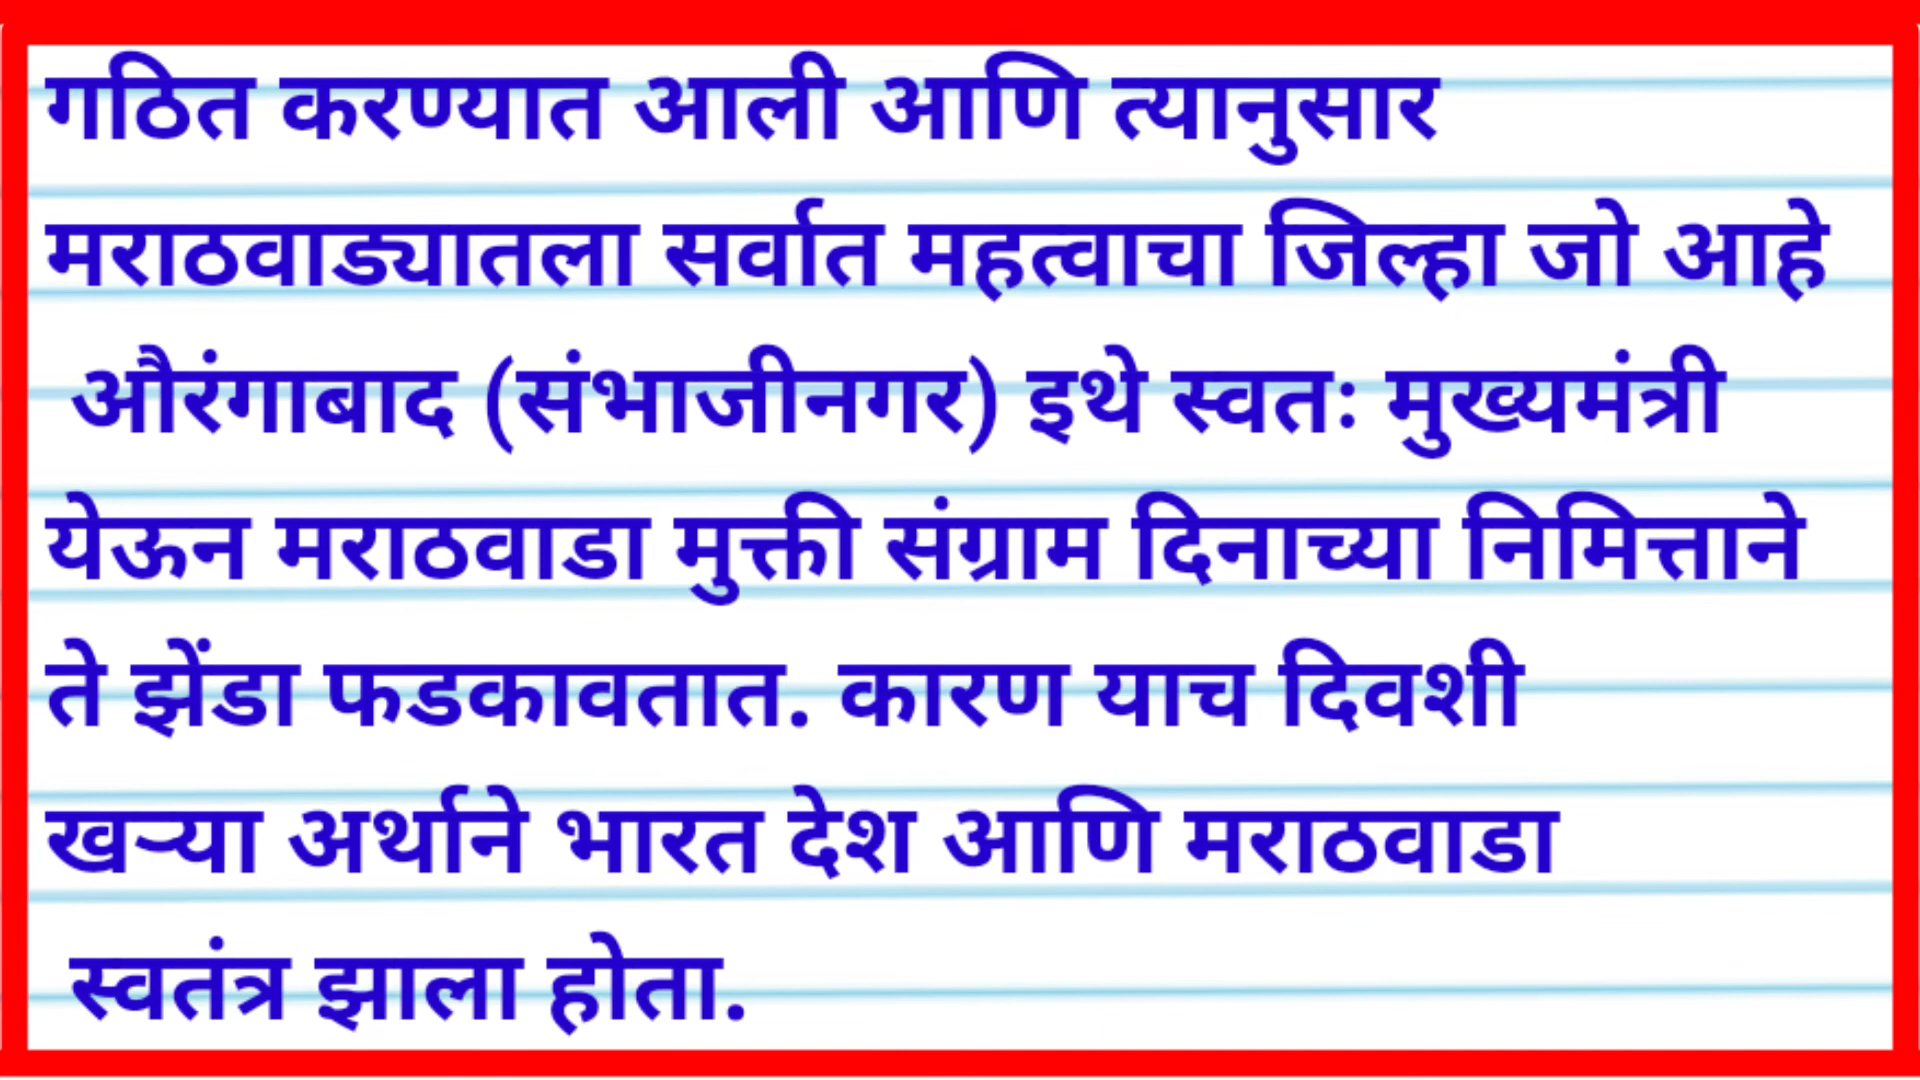 गठित करण्यात आली आणि त्यानुसार
मराठवाड्यातला सर्वात महत्वाचा जिल्हा जो आहे
औरंगाबाद (संभाजीनगर) इथे स्वतः मुख्यमंत्री
येऊन मराठवाडा मुक्ती संग्राम दिनाच्या निमित्ताने
ते झेंडा फडकावतात. कारण याच दिवशी
खऱ्या अर्थाने भारत देश आणि मराठवाडा
स्वतंत्र झाला होता.